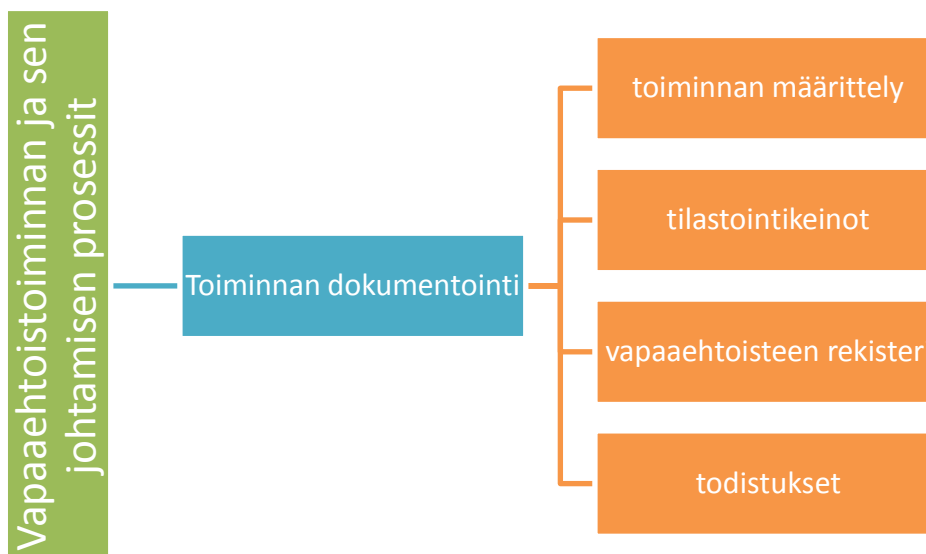 Vapaaehtoistoiminnan ja sen
johtamisen prosessit
Toiminnan dokumentointi
toiminnan määrittely
tilastointikeinot
vapaaehtoisteen rekister
todistukset